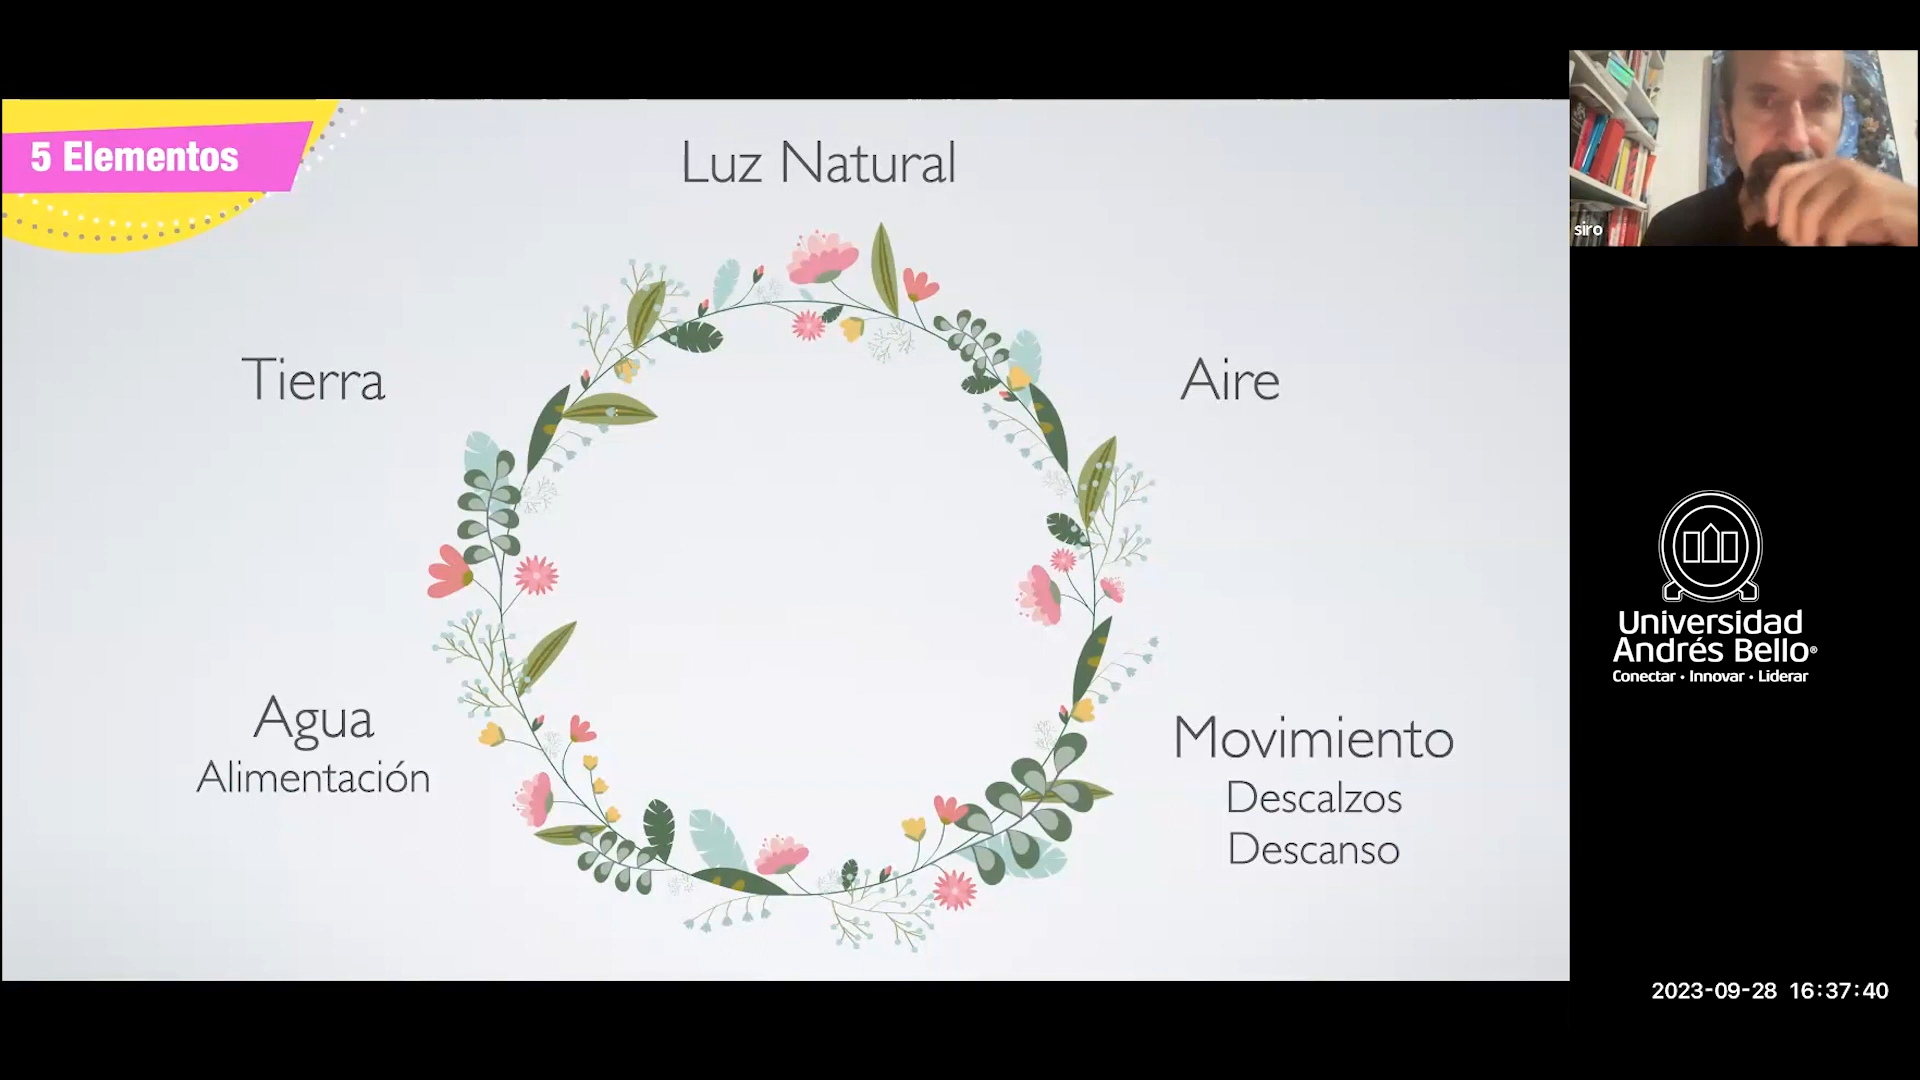 5 Elementos
Luz Natural
Tierra
Aire
Agua
Alimentación
Movimiento
Descalzos
Descanso
siro
Universidad
Andrés Bello®
Conectar • Innovar • Liderar
2023-09-28 16:37:40